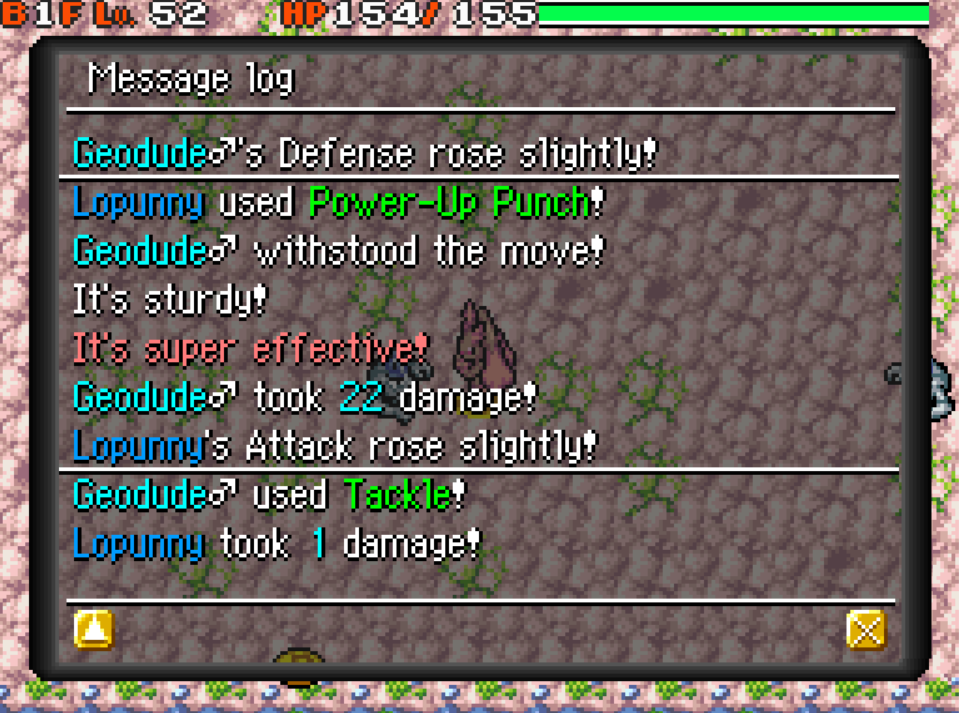 B1F Lv. 52 HP154/155
Message log
Geodude♂'s Defense rose slightly!
Lopunny used Power-Up Punch!
Geodude♂ withstood the move!
It's sturdy!
It's super effective!
Geodude♂ took 22 damage!
Lopunny's Attack rose slightly!
Geodude♂ used Tackle!
Lopunny took 1 damage!